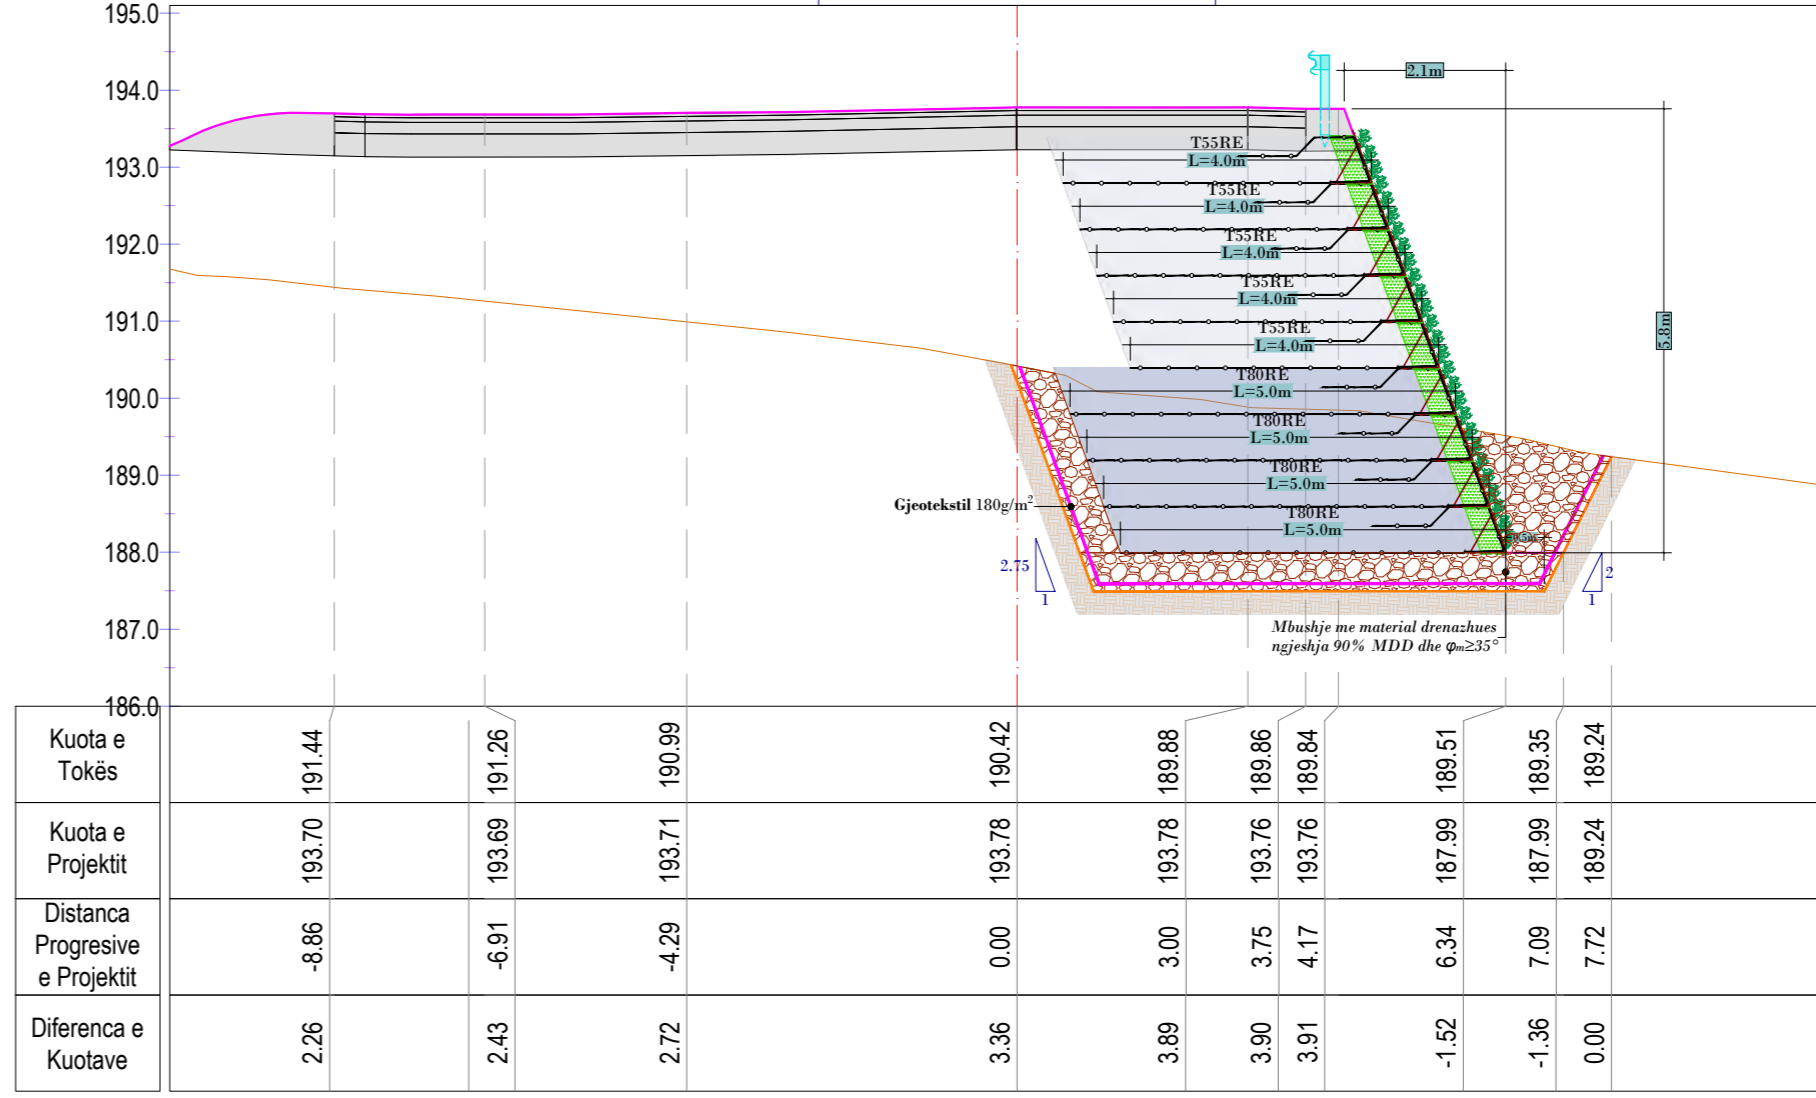 195.0
194.0
193.0
192.0
191.0
190.0
189.0
188.0
187.0
186.0
2.1m
5.8m
T55RE
L=4.0m
T55RE
L=4.0m
T55RE
L=4.0m
T55RE
L=4.0m
T55RE
L=4.0m
T80RE
L=5.0m
T80RE
L=5.0m
T80RE
L=5.0m
T80RE
L=5.0m
0.5m
Gjeotekstil 180g/m²
2.75
1
2
1
Mbushje me material drenazhues
ngjeshja 90% MDD dhe φm≥35°
Kuota e
Tokës
191.44 191.26 190.99 190.42 189.88 189.86 189.84 189.51 189.35 189.24
Kuota e
Projektit
193.70 193.69 193.71 193.78 193.78 193.76 193.76 187.99 187.99 189.24
Distanca
Progresive
e Projektit
-8.86 -6.91 -4.29 0.00 3.00 3.75 4.17 6.34 7.09 7.72
Diferenca e
Kuotave
2.26 2.43 2.72 3.36 3.89 3.90 3.91 -1.52 -1.36 0.00